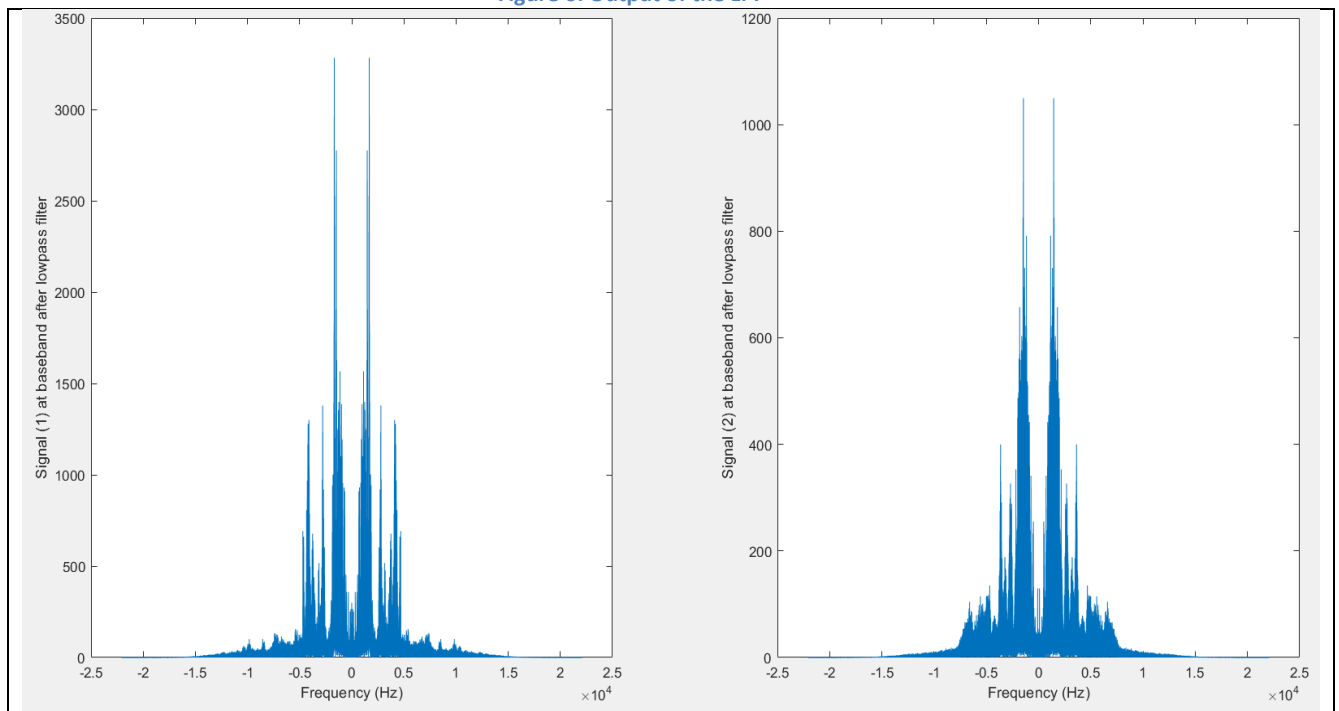 3500
3000
2500
2000
1500
1000
500
0
Signal (1) at baseband after lowpass filter
-2.5 -2 -1.5 -1 -0.5 0 0.5 1 1.5 2 2.5
Frequency (Hz)
×10⁴
1200
1000
800
600
400
200
0
Signal (2) at baseband after lowpass filter
-2.5 -2 -1.5 -1 -0.5 0 0.5 1 1.5 2 2.5
Frequency (Hz)
×10⁴